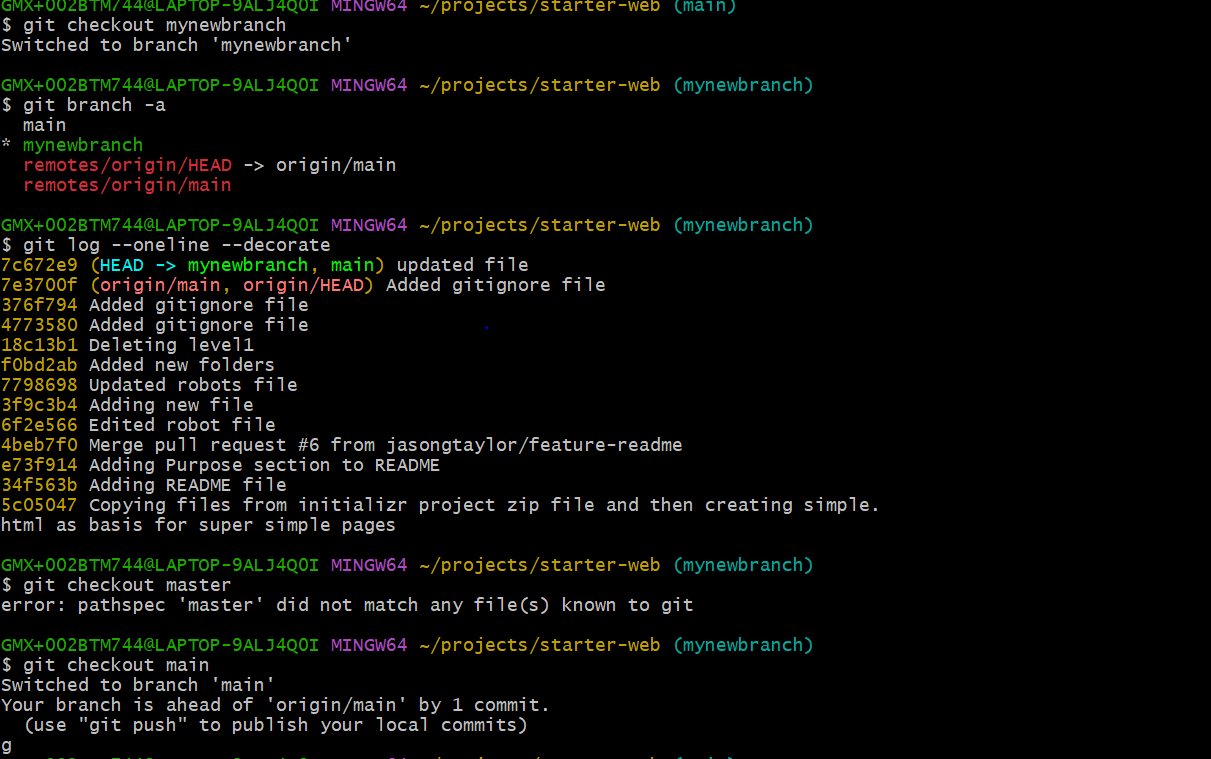 GMX+002BTM744@LAPTOP-9ALJ4Q0I MINGW64 ~/projects/starter-web (main)
$ git checkout mynewbranch
Switched to branch 'mynewbranch'
GMX+002BTM744@LAPTOP-9ALJ4Q0I MINGW64 ~/projects/starter-web (mynewbranch)
$ git branch -a
  main
* mynewbranch
  remotes/origin/HEAD -> origin/main
  remotes/origin/main
GMX+002BTM744@LAPTOP-9ALJ4Q0I MINGW64 ~/projects/starter-web (mynewbranch)
$ git log --oneline --decorate
7c672e9 (HEAD -> mynewbranch, main) updated file
7e3700f (origin/main, origin/HEAD) Added gitignore file
376f794 Added gitignore file
4773580 Added gitignore file
18c13b1 Deleting level1
f0bd2ab Added new folders
7798698 Updated robots file
3f9c3b4 Adding new file
6f2e566 Edited robot file
4beb7f0 Merge pull request #6 from jasongtaylor/feature-readme
e73f914 Adding Purpose section to README
34f563b Adding README file
5c05047 Copying files from initializr project zip file and then creating simple.
html as basis for super simple pages
GMX+002BTM744@LAPTOP-9ALJ4Q0I MINGW64 ~/projects/starter-web (mynewbranch)
$ git checkout master
error: pathspec 'master' did not match any file(s) known to git
GMX+002BTM744@LAPTOP-9ALJ4Q0I MINGW64 ~/projects/starter-web (mynewbranch)
$ git checkout main
Switched to branch 'main'
Your branch is ahead of 'origin/main' by 1 commit.
  (use "git push" to publish your local commits)
g